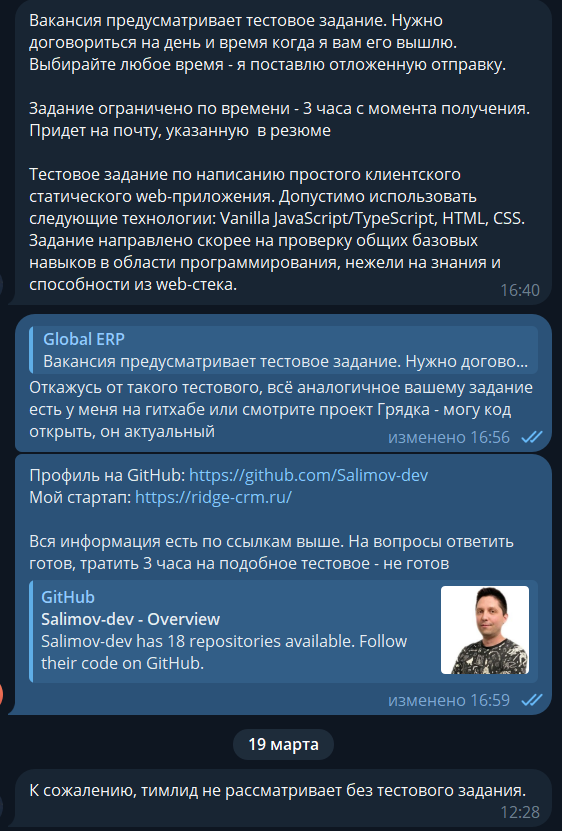 Вакансия предусматривает тестовое задание. Нужно
договориться на день и время когда я вам его вышлю.
Выбирайте любое время - я поставлю отложенную отправку.
Задание ограничено по времени - 3 часа с момента получения.
Придет на почту, указанную  в резюме
Тестовое задание по написанию простого клиентского
статического web-приложения. Допустимо использовать
следующие технологии: Vanilla JavaScript/TypeScript, HTML, CSS.
Задание направлено скорее на проверку общих базовых
навыков в области программирования, нежели на знания и
способности из web-стека.
16:40
Global ERP
Вакансия предусматривает тестовое задание. Нужно догово...
Откажусь от такого тестового, всё аналогичное вашему задание
есть у меня на гитхабе или смотрите проект Грядка - могу код
открыть, он актуальный
изменено 16:56
Профиль на GitHub: https://github.com/Salimov-dev
Мой стартап: https://ridge-crm.ru/
Вся информация есть по ссылкам выше. На вопросы ответить
готов, тратить 3 часа на подобное тестовое - не готов
GitHub
Salimov-dev - Overview
Salimov-dev has 18 repositories available. Follow
their code on GitHub.
изменено 16:59
19 марта
К сожалению, тимлид не рассматривает без тестового задания.
12:28